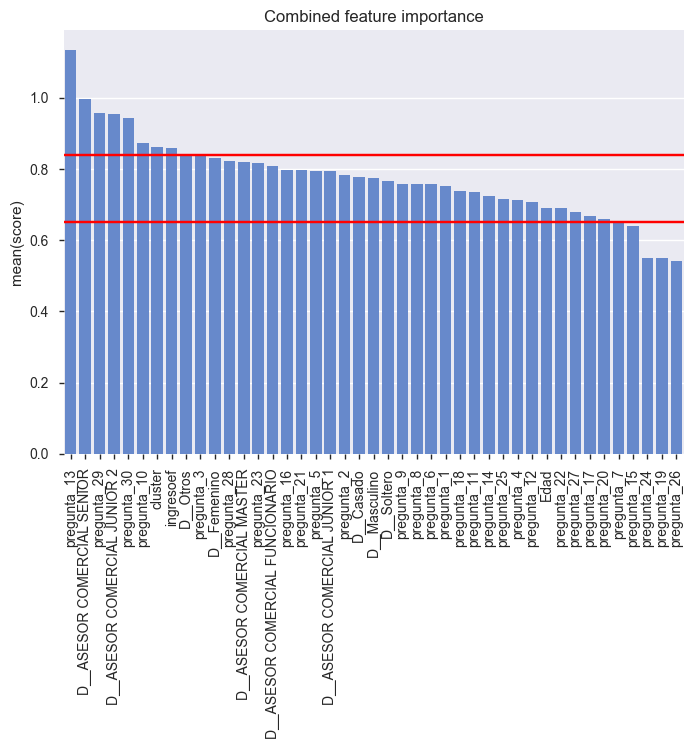 Combined feature importance
mean(score)
1.0
0.8
0.6
0.4
0.2
0.0
pregunta_13
D__ASESOR COMERCIAL SENIOR
pregunta_29
D__ASESOR COMERCIAL JUNIOR 2
pregunta_30
pregunta_10
cluster
ingresoef
D__Otros
pregunta_3
D__Femenino
pregunta_28
D__ASESOR COMERCIAL MASTER
pregunta_23
D__ASESOR COMERCIAL FUNCIONARIO
pregunta_16
pregunta_21
pregunta_5
D__ASESOR COMERCIAL JUNIOR 1
pregunta_2
D__Casado
D__Masculino
D__Soltero
pregunta_9
pregunta_8
pregunta_6
pregunta_1
pregunta_18
pregunta_11
pregunta_14
pregunta_25
pregunta_4
pregunta_12
Edad
pregunta_22
pregunta_27
pregunta_17
pregunta_20
pregunta_7
pregunta_15
pregunta_24
pregunta_19
pregunta_26